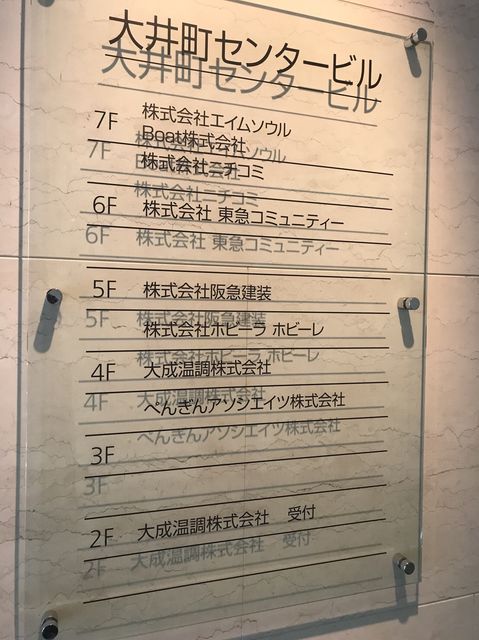 大井町センタービル
7F 株式会社エイムソウル
Boat株式会社
株式会社ニチコミ
6F 株式会社 東急コミュニティー
5F 株式会社阪急建装
株式会社ホビーラ ホビーレ
4F 大成温調株式会社
ぺんぎんアソシエイツ株式会社
3F
2F 大成温調株式会社 受付